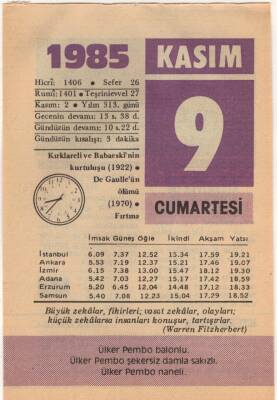 1985
KASIM
Hicrî: 1406 • Sefer 26
Rumî: 1401 • Teşrinievvel 27
Kasım: 2 • Yılın 313. günü
Gecenin devamı: 13 s. 38 d.
Gündüzün devamı: 10 s. 22 d.
Gündüzün kısalışı: 3 dakika
9
Kırklareli ve Babaeski'nin
kurtuluşu (1922) •
De Gaulle'ün
ölümü
(1970) •
Fırtına
CUMARTESİ
İmsak Güneş Öğle İkindi Akşam Yatsı
İstanbul 6.09 7.37 12.52 15.34 17.59 19.21
Ankara 5.53 7.19 12.37 15.21 17.46 19.07
İzmir 6.15 7.38 13.00 15.47 18.12 19.30
Adana 5.42 7.03 12.27 15.17 17.42 18.59
Erzurum 5.20 6.45 12.04 14.48 17.12 18.33
Samsun 5.40 7.08 12.23 15.04 17.29 18.52
Büyük zekâlar, fikirleri; vasat zekâlar, olayları;
küçük zekâlarsa insanları konuşur, tartışırlar.
(Warren Fitzherbert)
Ülker Pembo balonlu.
Ülker Pembo şekersiz damla sakızlı.
Ülker Pembo naneli.